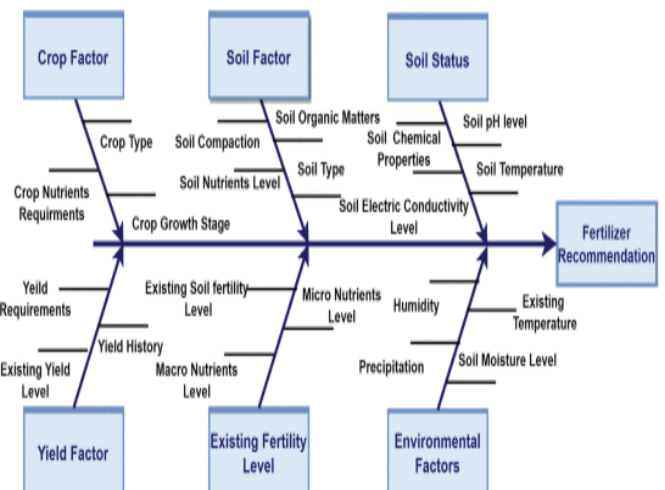 Crop Factor
Soil Factor
Soil Status
Crop Type
Crop Nutrients
Requirments
Crop Growth Stage
Soil Organic Matters
Soil Compaction
Soil Type
Soil Nutrients Level
Soil pH level
Soil Chemical
Properties
Soil Temperature
Soil Electric Conductivity
Level
Fertilizer
Recommendation
Yeild
Requirements
Yield History
Existing Yield
Level
Existing Soil fertility
Level
Micro Nutrients
Level
Macro Nutrients
Level
Humidity
Existing
Temperature
Precipitation
Soil Moisture Level
Yield Factor
Existing Fertility
Level
Environmental
Factors